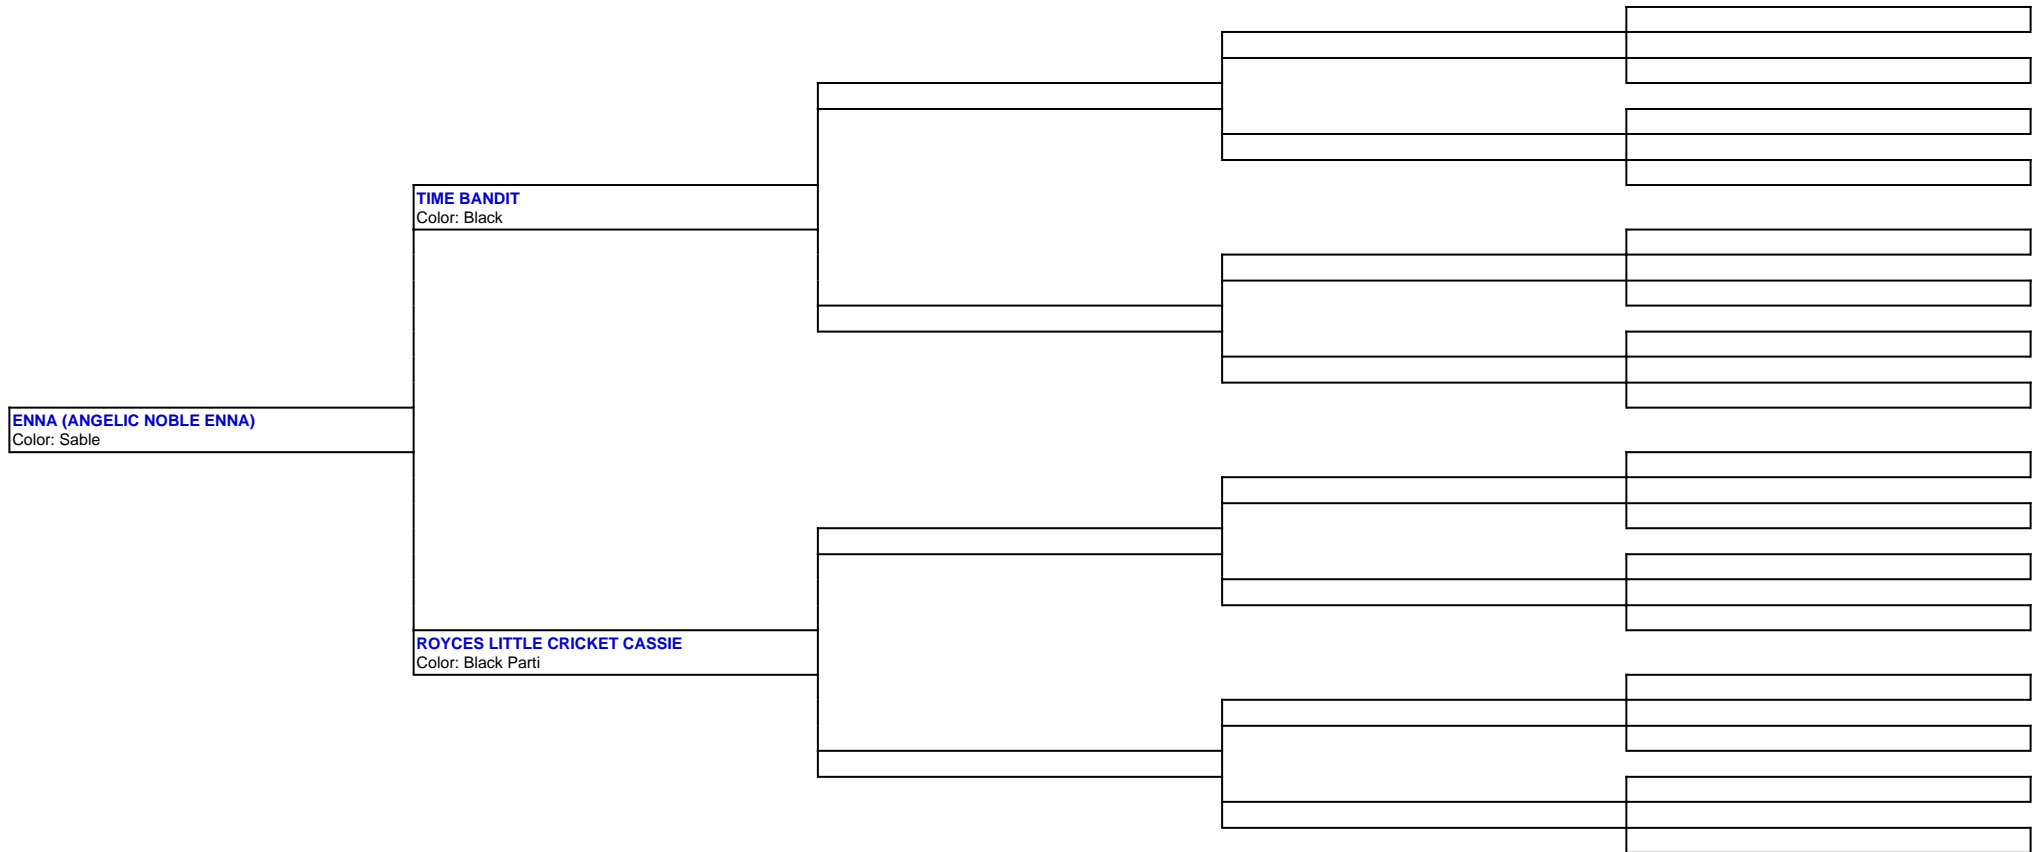 TIME BANDIT
Color: Black
ENNA (ANGELIC NOBLE ENNA)
Color: Sable
ROYCES LITTLE CRICKET CASSIE
Color: Black Parti